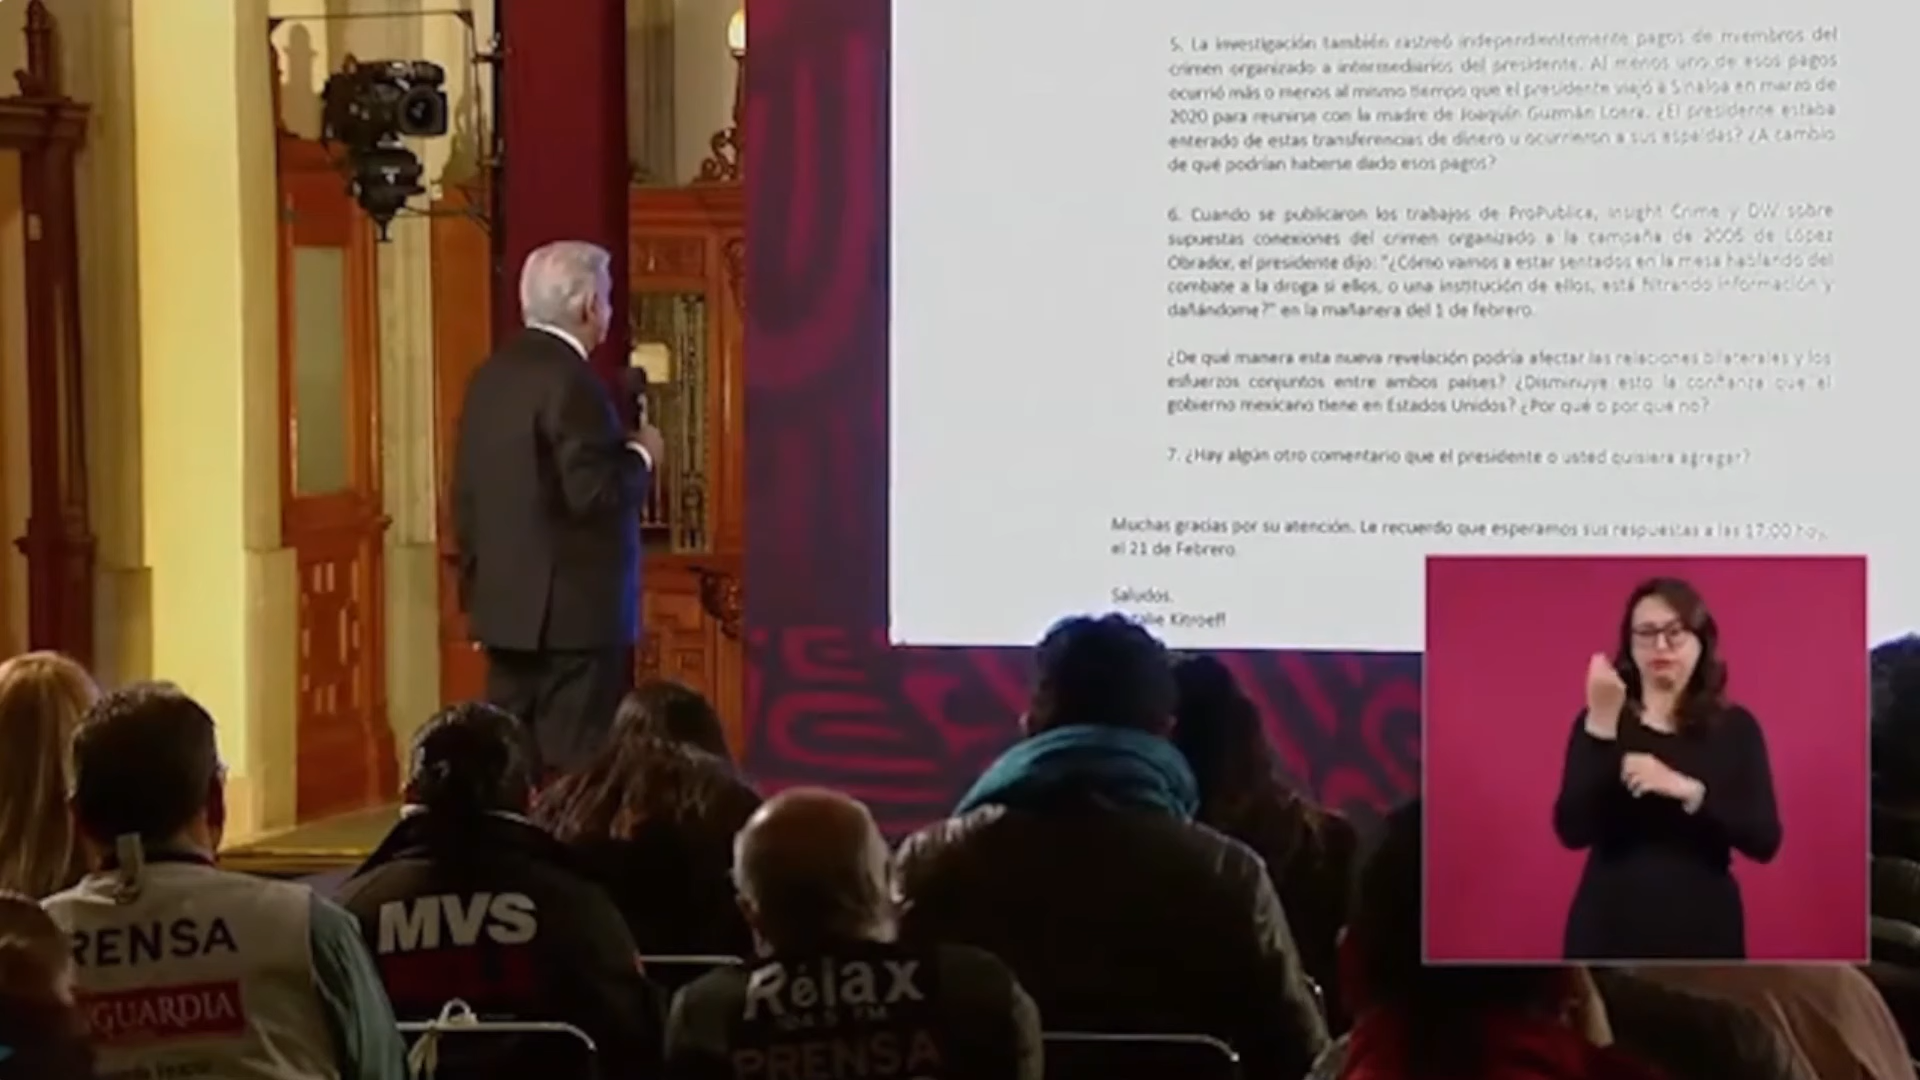 5. La investigación también rastreó independientemente pagos de miembros del
crimen organizado a intermediarios del presidente. Al menos uno de esos pagos
ocurrió más o menos al mismo tiempo que el presidente viajó a Sinaloa en marzo de
2020 para reunirse con la madre de Joaquín Guzmán Loera. ¿El presidente estaba
enterado de estas transferencias de dinero u ocurrieron a sus espaldas? ¿A cambio
de qué podrían haberse dado esos pagos?
6. Cuando se publicaron los trabajos de ProPublica, Insight Crime y DW sobre
supuestas conexiones del crimen organizado a la campaña de 2006 de López
Obrador, el presidente dijo: "¿Cómo vamos a estar sentados en la mesa hablando del
combate a la droga si ellos, o una institución de ellos, está filtrando información y
dañándome?" en la mañanera del 1 de febrero.
¿De qué manera esta nueva revelación podría afectar las relaciones bilaterales y los
esfuerzos conjuntos entre ambos países? ¿Disminuye esto la confianza que el
gobierno mexicano tiene en Estados Unidos? ¿Por qué o por qué no?
7. ¿Hay algún otro comentario que el presidente o usted quisiera agregar?
Muchas gracias por su atención. Le recuerdo que esperamos sus respuestas a las 17:00 hoy,
el 21 de Febrero.
Saludos.
talie Kitroeff
RENSA
GUARDIA
MVS
Rélax
104.5 FM
PRENSA